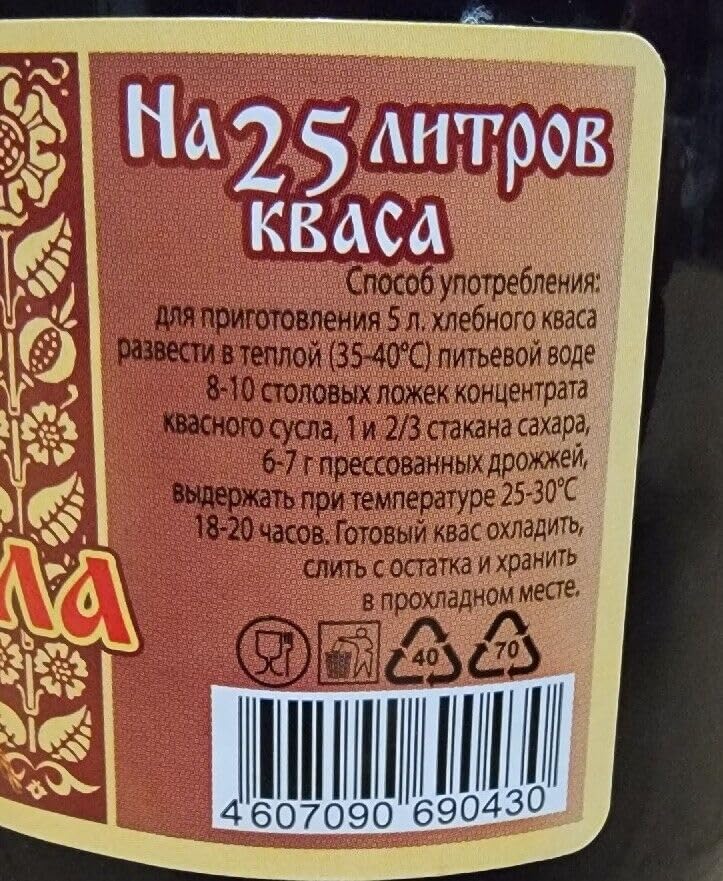 На 25 литров
кваса
Способ употребления:
для приготовления 5 л. хлебного кваса
развести в теплой (35-40°С) питьевой воде
8-10 столовых ложек концентрата
квасного сусла, 1 и 2/3 стакана сахара,
6-7 г прессованных дрожжей,
выдержать при температуре 25-30°С
18-20 часов. Готовый квас охладить,
слить с остатка и хранить
в прохладном месте.
ла
40 70
4 607090 690430